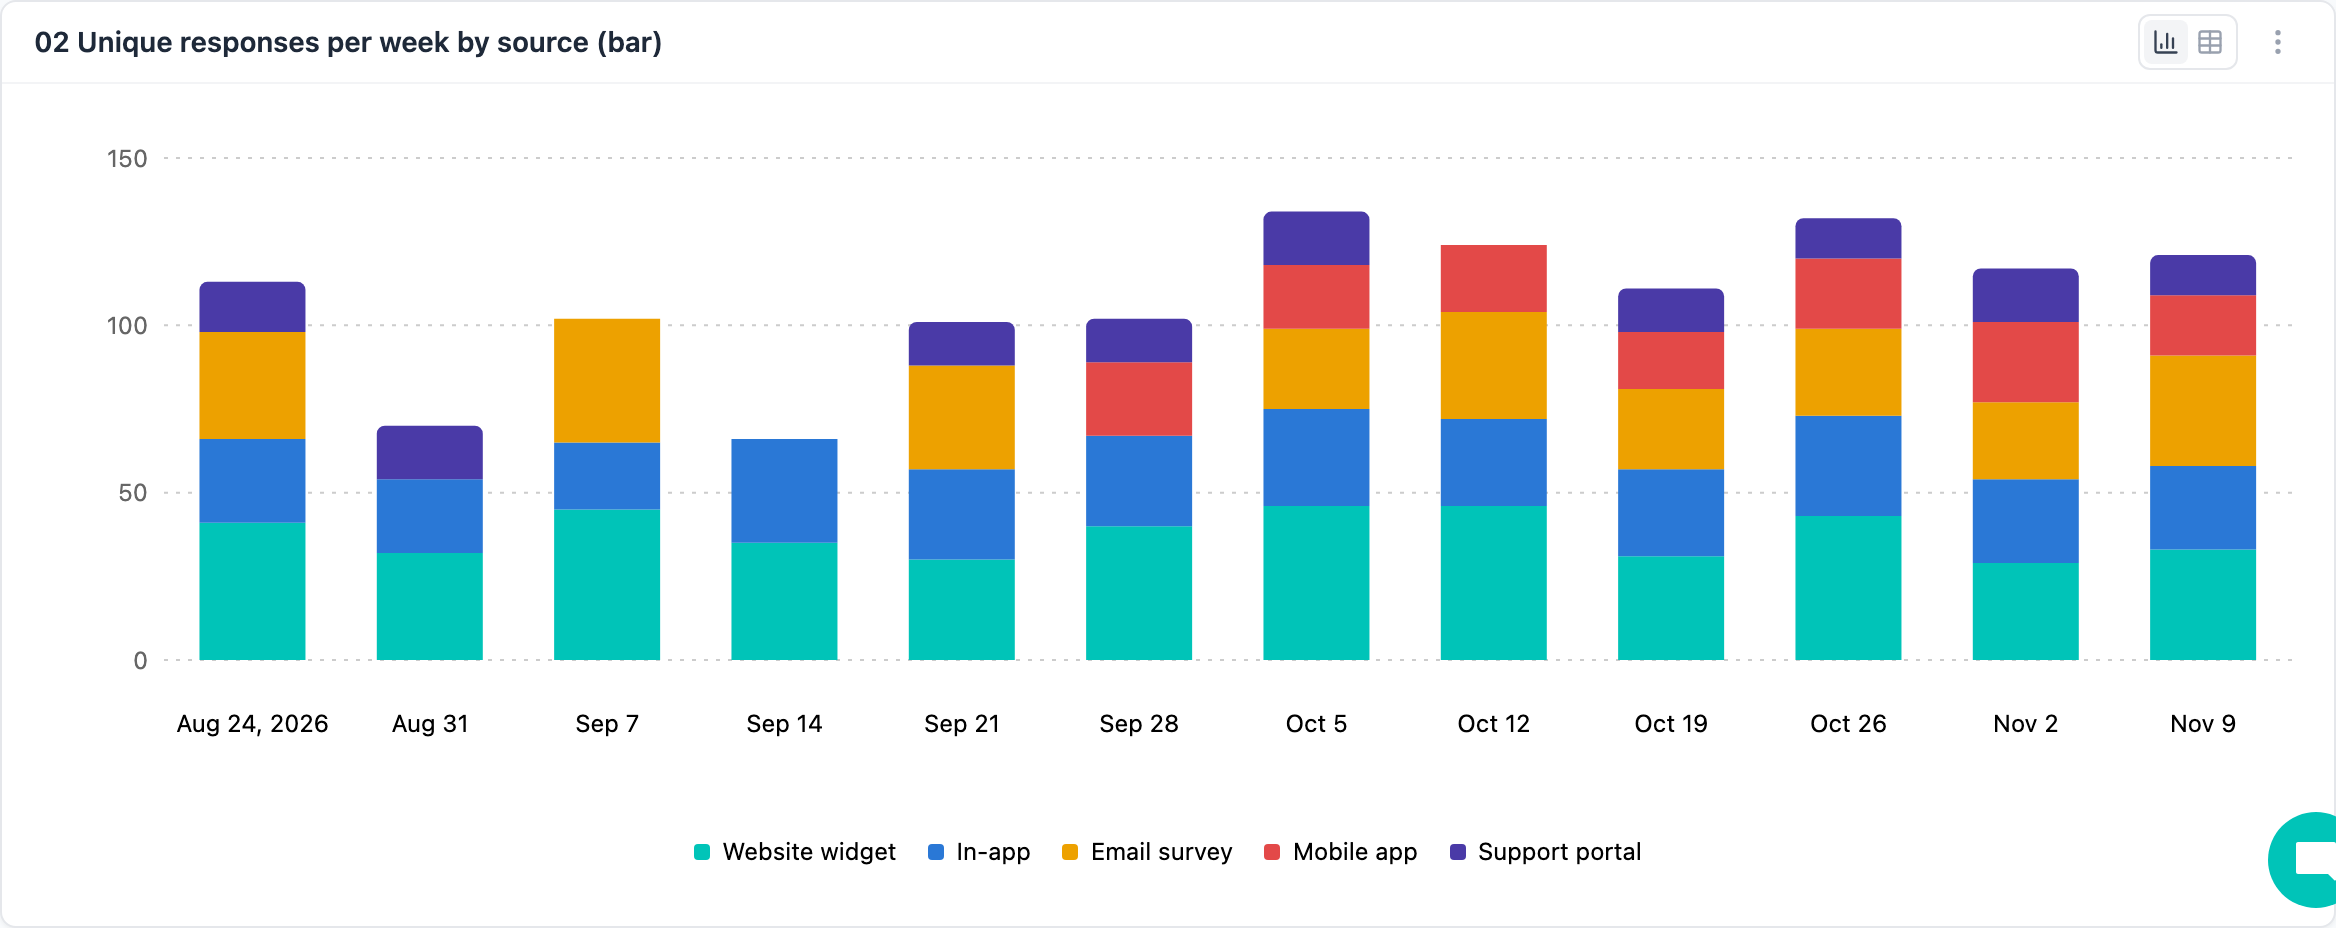 02 Unique responses per week by source (bar)
150
100
50
0
Aug 24, 2026 Aug 31 Sep 7 Sep 14 Sep 21 Sep 28 Oct 5 Oct 12 Oct 19 Oct 26 Nov 2 Nov 9
Website widget In-app Email survey Mobile app Support portal